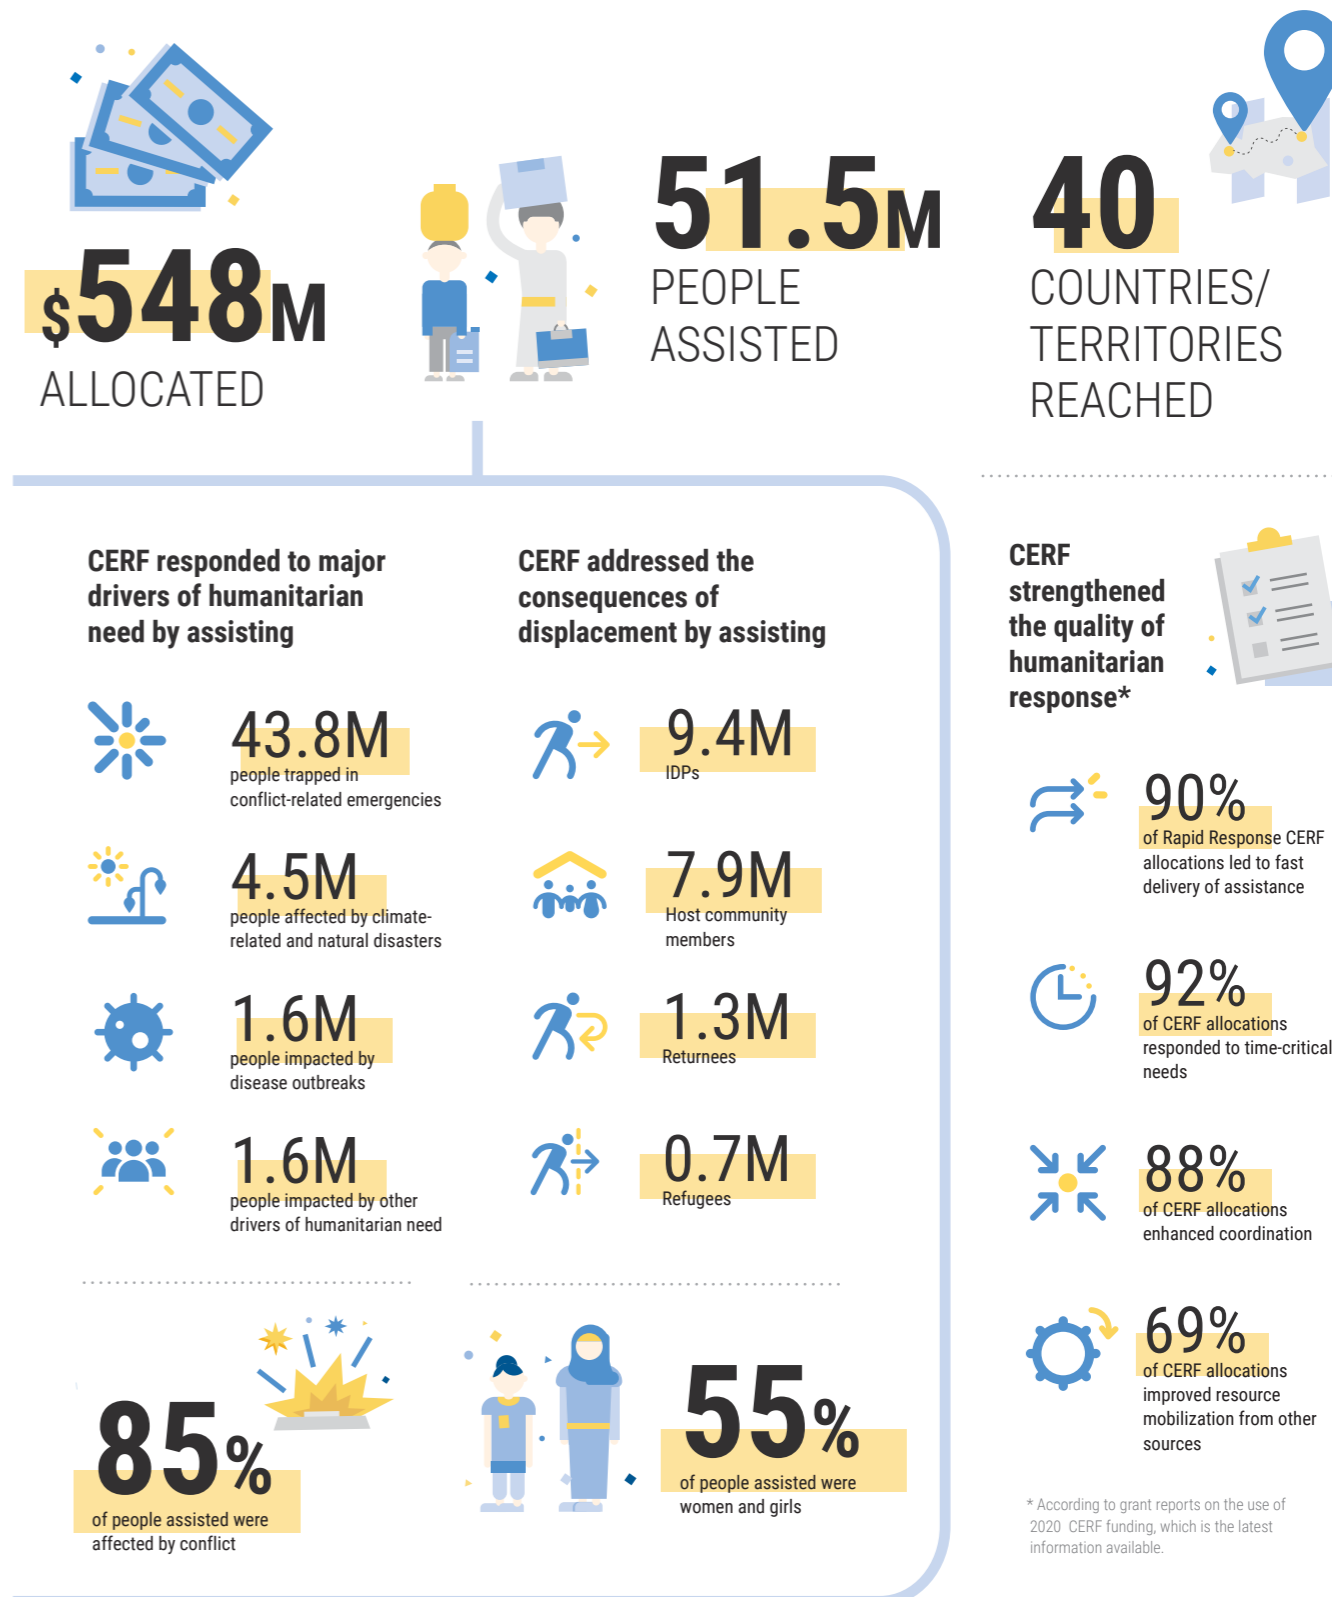 $548M
ALLOCATED
51.5M
PEOPLE
ASSISTED
40
COUNTRIES/
TERRITORIES
REACHED
CERF responded to major
drivers of humanitarian
need by assisting
43.8M
people trapped in
conflict-related emergencies
4.5M
people affected by climate-
related and natural disasters
1.6M
people impacted by
disease outbreaks
1.6M
people impacted by other
drivers of humanitarian need
CERF addressed the
consequences of
displacement by assisting
9.4M
IDPs
7.9M
Host community
members
1.3M
Returnees
0.7M
Refugees
85%
of people assisted were
affected by conflict
55%
of people assisted were
women and girls
CERF
strengthened
the quality of
humanitarian
response*
90%
of Rapid Response CERF
allocations led to fast
delivery of assistance
92%
of CERF allocations
responded to time-critical
needs
88%
of CERF allocations
enhanced coordination
69%
of CERF allocations
improved resource
mobilization from other
sources
* According to grant reports on the use of
2020 CERF funding, which is the latest
information available.